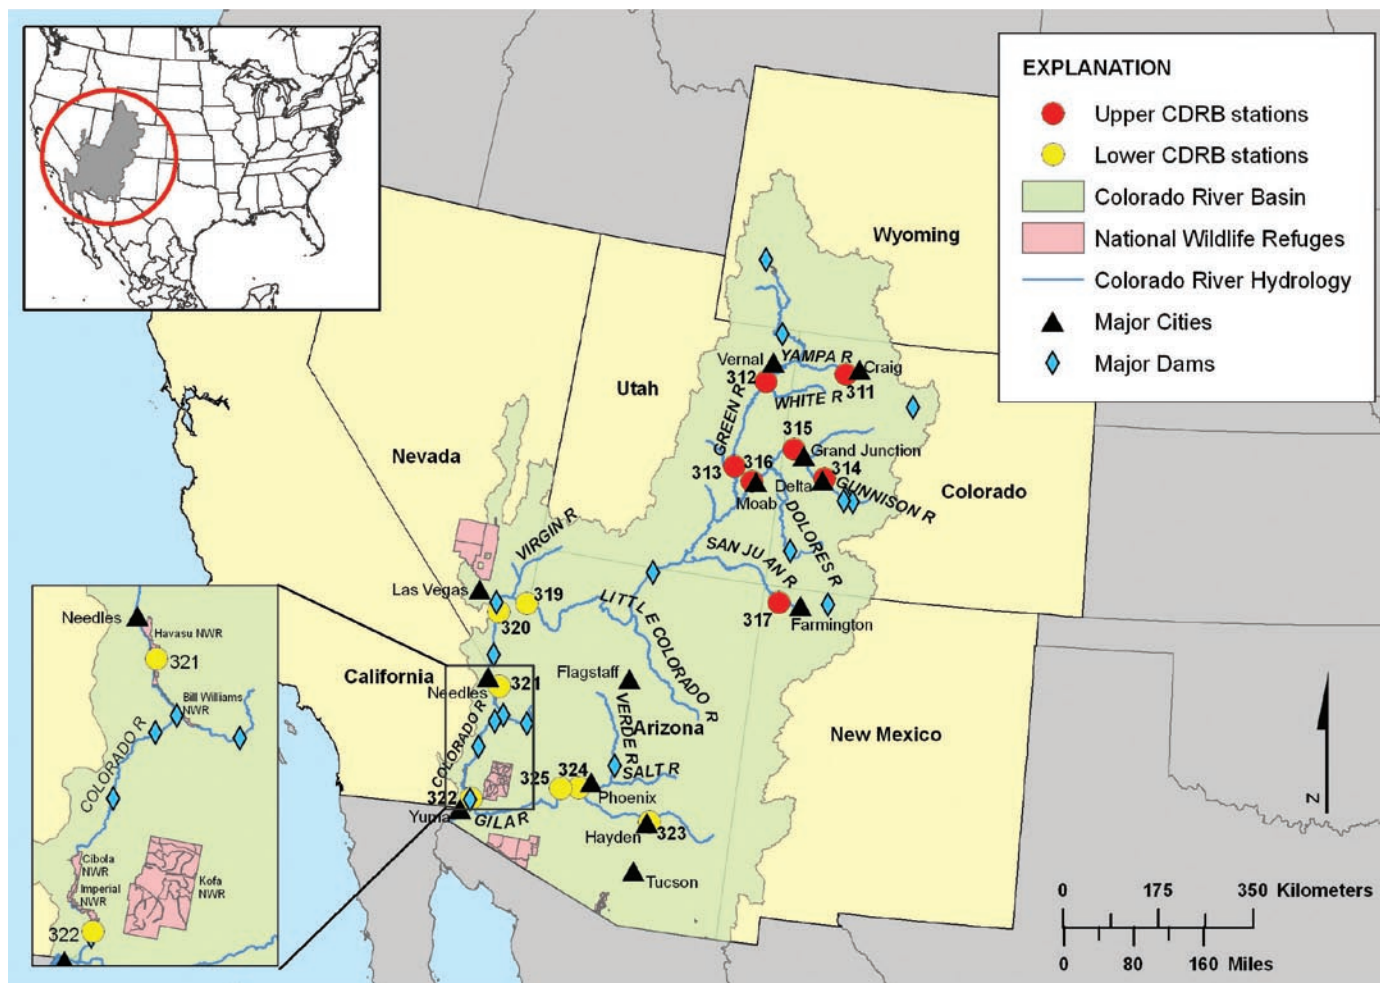 EXPLANATION
Upper CDRB stations
Lower CDRB stations
Colorado River Basin
National Wildlife Refuges
Colorado River Hydrology
Major Cities
Major Dams
Wyoming
Utah
Nevada
Colorado
California
Arizona
New Mexico
Vernal
YAMPA R
Craig
312
311
WHITE R
GREEN R
315
Grand Junction
313
316
314
Delta
GUNNISON R
Moab
DOLORES R
SAN JUAN R
VIRGIN R
Las Vegas
319
320
LITTLE COLORADO R
317
Farmington
Flagstaff
321
Needles
COLORADO R
VERDE R
SALT R
325
324
Phoenix
322
Yuma
GILA R
Hayden
323
Tucson
Needles
Havasu NWR
321
Bill Williams
NWR
COLORADO R
Cibola
NWR
Imperial
NWR
Kofa
NWR
322
N
0 175 350 Kilometers
0 80 160 Miles